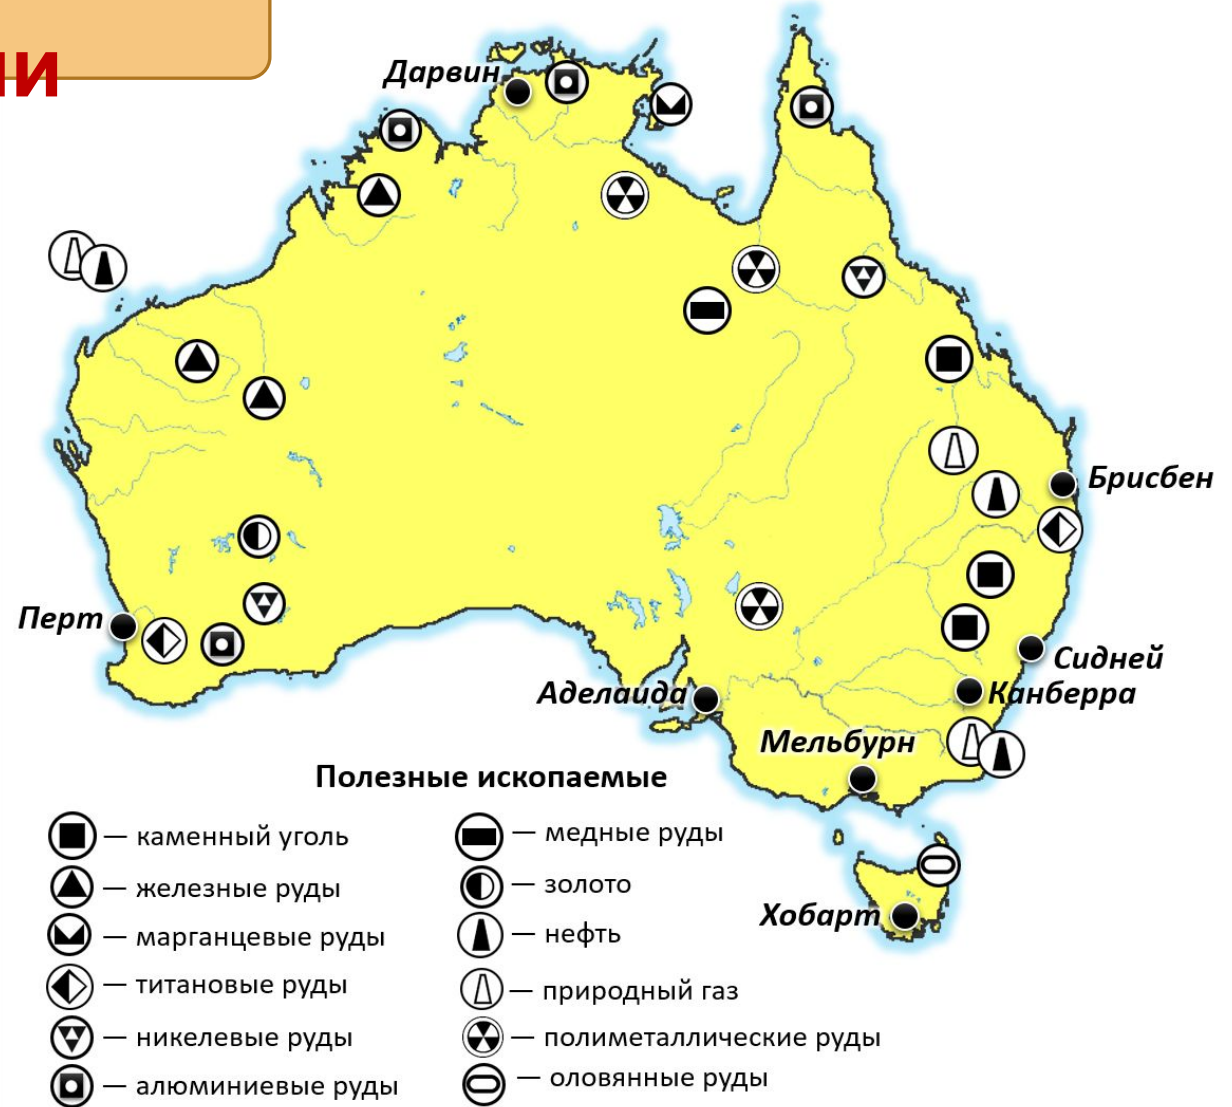 ии
Дарвин
Брисбен
Перт
Сидней
Аделаида
Канберра
Мельбурн
Полезные ископаемые
— каменный уголь
— железные руды
— марганцевые руды
— титановые руды
— никелевые руды
— алюминиевые руды
— медные руды
— золото
— нефть
— природный газ
— полиметаллические руды
— оловянные руды
Хобарт